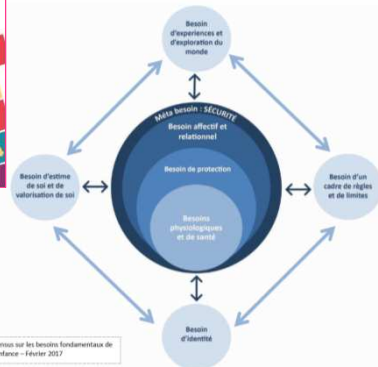 Besoin
d'experiences et
d'exploration du
monde
Méta besoin : SÉCURITÉ
Besoin affectif et
relationnel
Besoin de protection
Besoins
physiologiques
et de santé
Besoin d'estime
de soi et de
valorisation de soi
Besoin d'un
cadre de règles
et de limites
Besoin
d'identité
nsus sur les besoins fondamentaux de
nfance – Février 2017